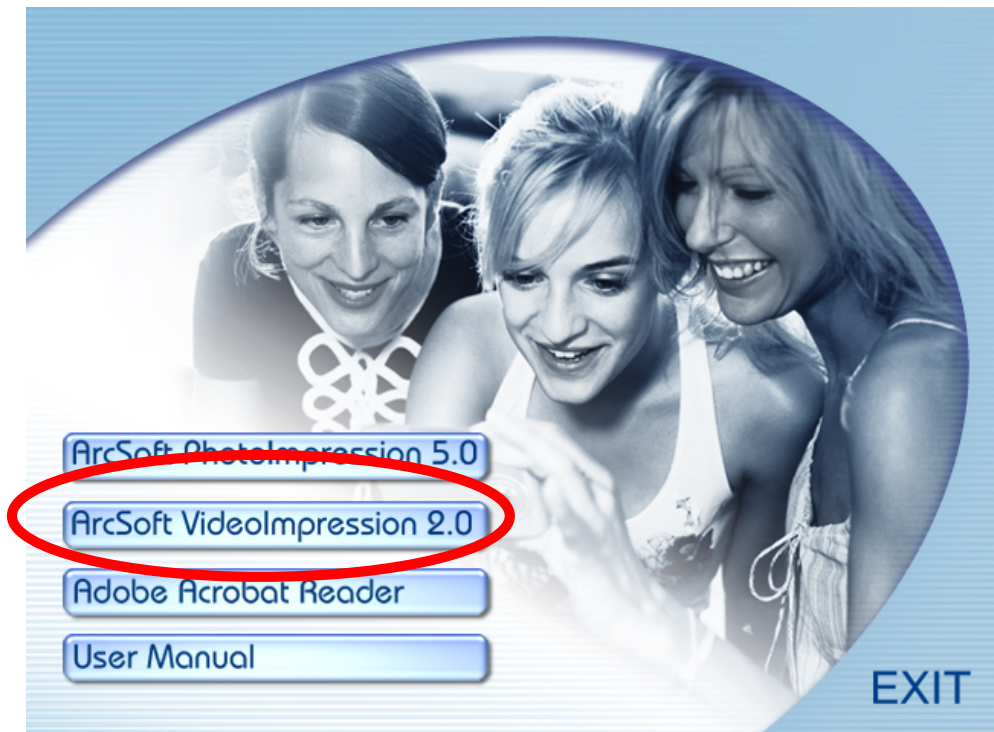 ArcSoft PhotoImpression 5.0
ArcSoft VideoImpression 2.0
Adobe Acrobat Reader
User Manual
EXIT